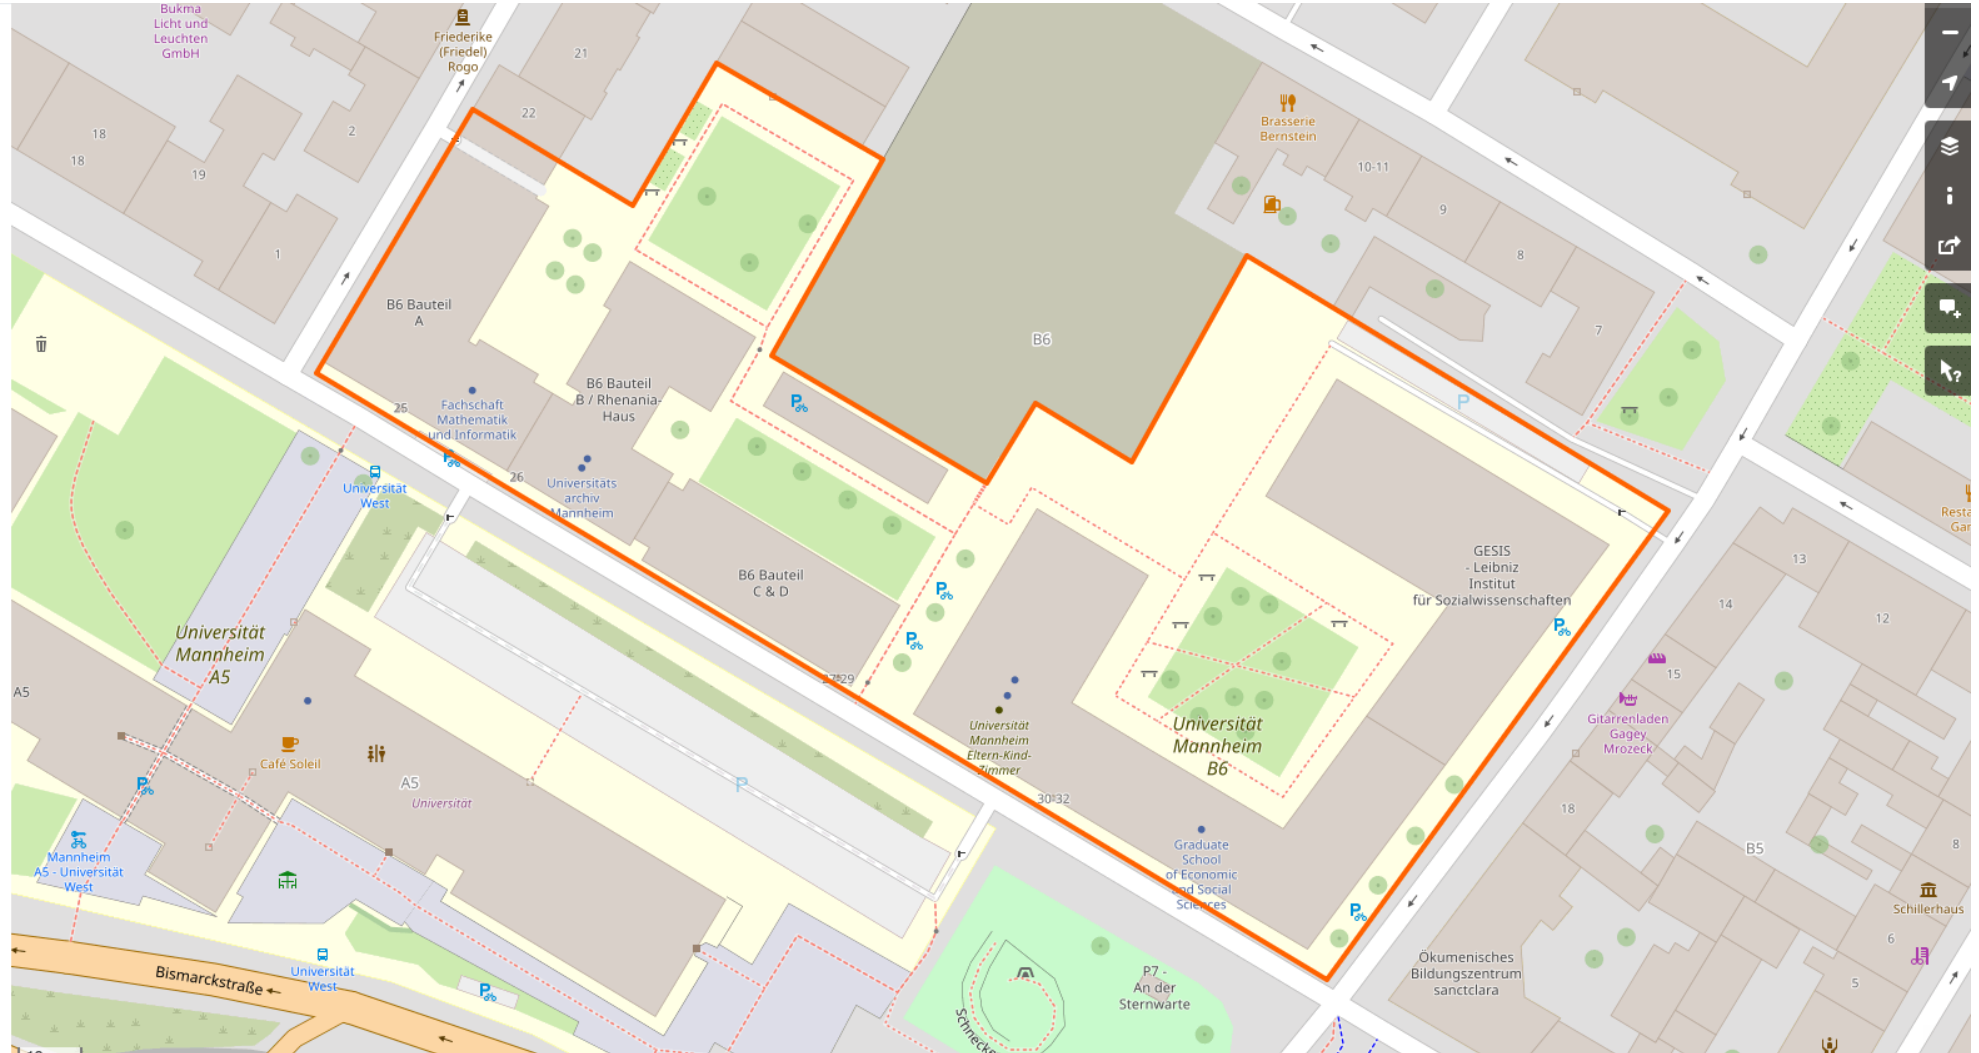 Bukma
Licht und
Leuchten
GmbH
Friederike
(Friedel)
Rogo
21
22
18
18
2
19
1
Brasserie
Bernstein
10-11
9
8
7
B6
B6 Bauteil
A
B6 Bauteil
B / Rhenania-
Haus
25
Fachschaft
Mathematik
und Informatik
26
Universitäts
archiv
Mannheim
Universität
West
B6 Bauteil
C & D
P
GESIS
- Leibniz
Institut
für Sozialwissenschaften
Resta
Gar
13
14
12
15
Universität
Mannheim
A5
A5
Universität
Mannheim
Eltern-Kind-
Zimmer
Universität
Mannheim
B6
Gitarrenladen
Gagey
Mrozeck
Café Soleil
A5
Universität
P
30-32
18
B5
8
Graduate
School
of Economic
and Social
Sciences
Mannheim
A5 - Universität
West
Schillerhaus
6
5
Ökumenisches
Bildungszentrum
sanctclara
P7 -
An der
Sternwarte
Universität
West
Bismarckstraße
Schnecke